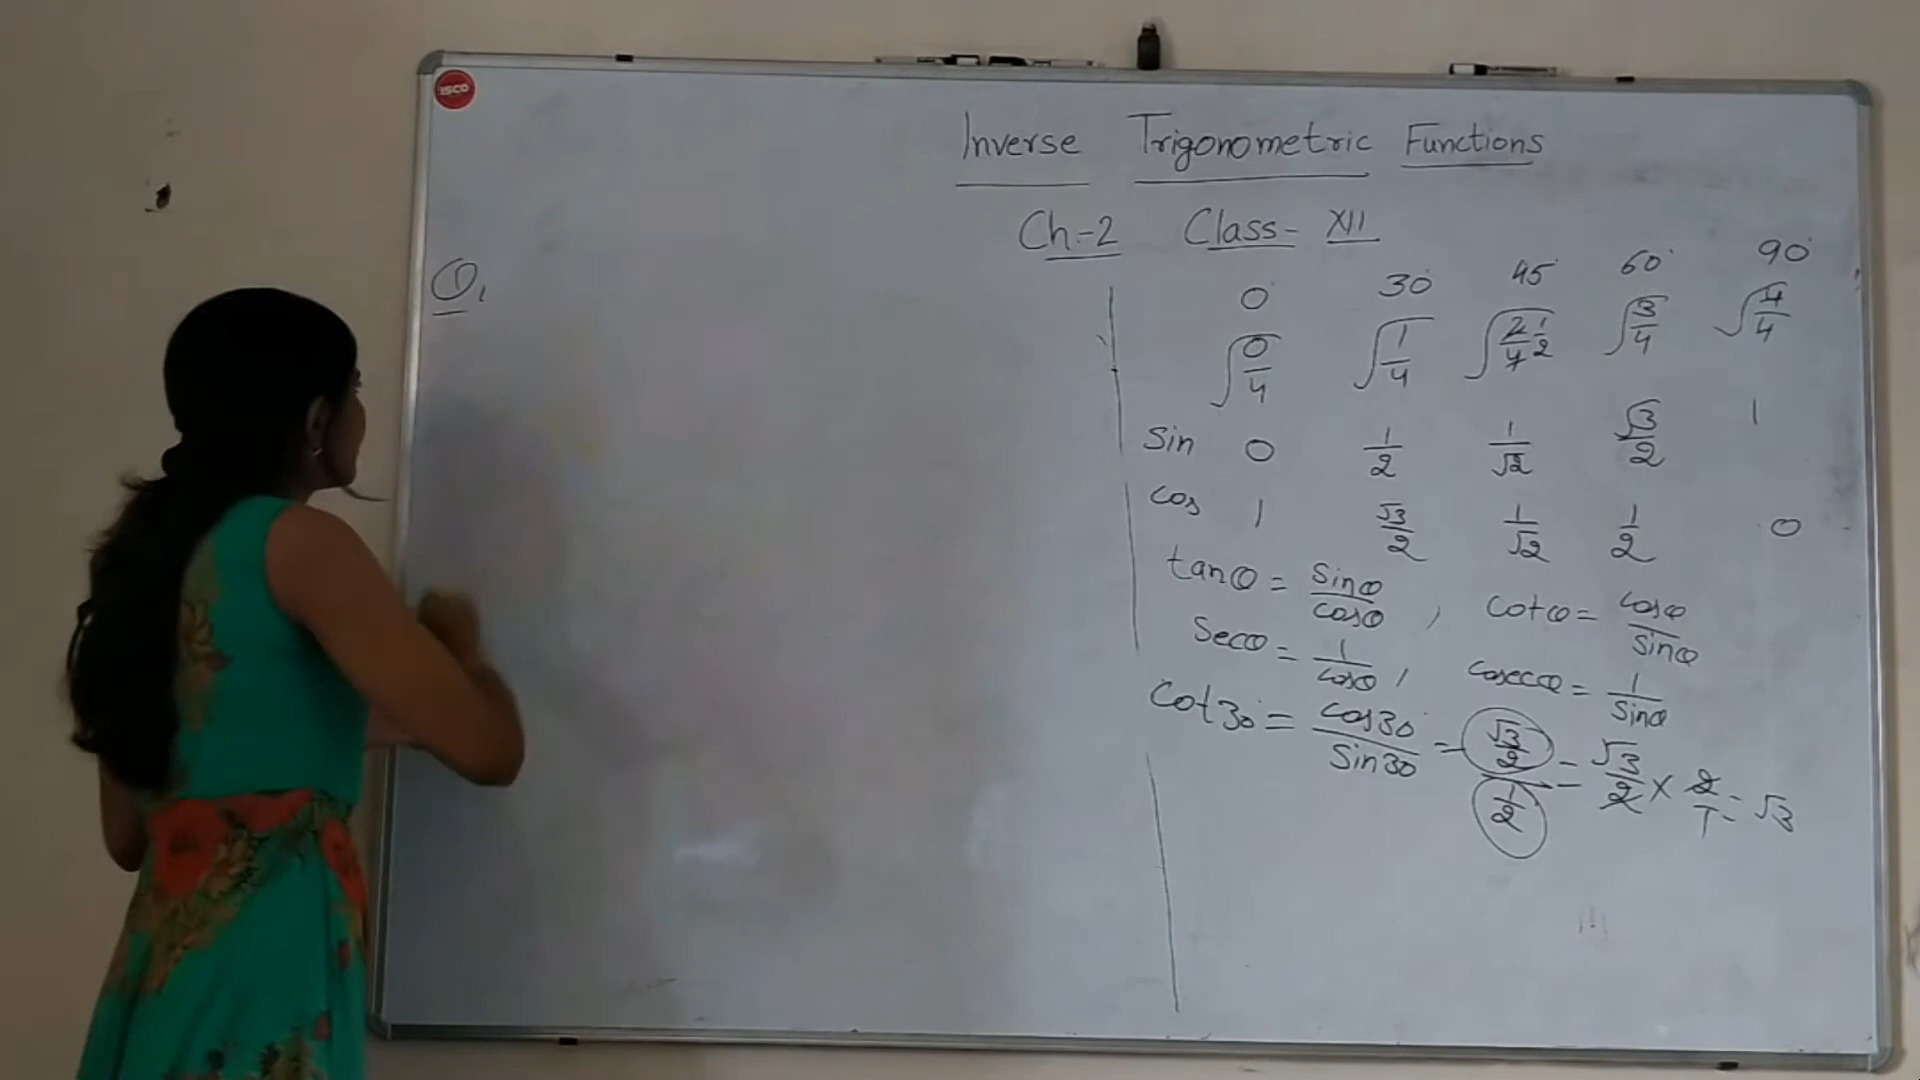 ISCO
Inverse Trigonometric Functions
Ch-2 Class- XII
Q1
0° 30° 45° 60° 90°
√0/4 √1/4 √2/4 1/2 √3/4 √4/4
sin 0 1/2 1/√2 √3/2 1
cos 1 √3/2 1/√2 1/2 0
tanθ = sinθ/cosθ , cotθ = cosθ/sinθ
secθ = 1/cosθ , cosecθ = 1/sinθ
cot30° = cos30°/sin30 = (√3/2)/(1/2) = √3/2 × 2/1 = √3